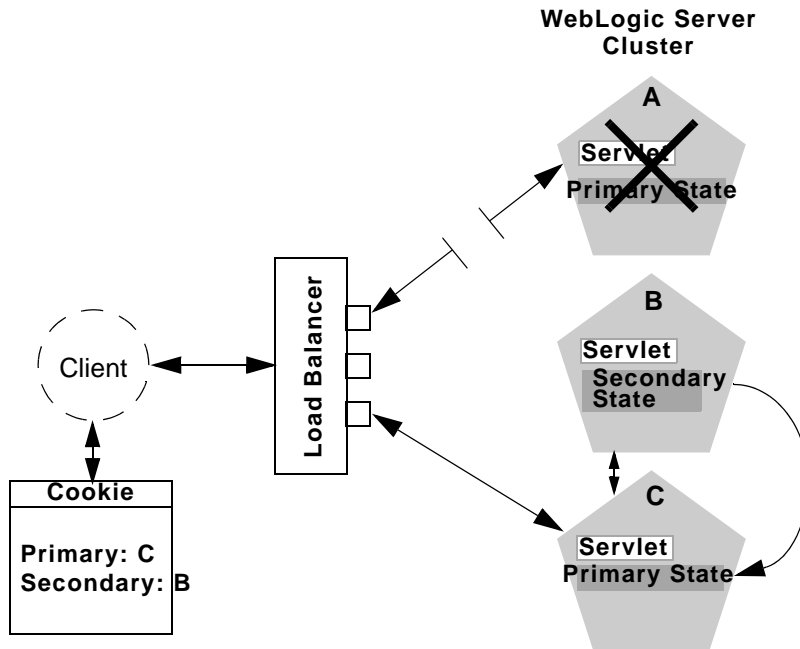 WebLogic Server
Cluster
A
Servlet
Primary State
B
Servlet
Secondary
State
C
Servlet
Primary State
Load Balancer
Client
Cookie
Primary: C
Secondary: B